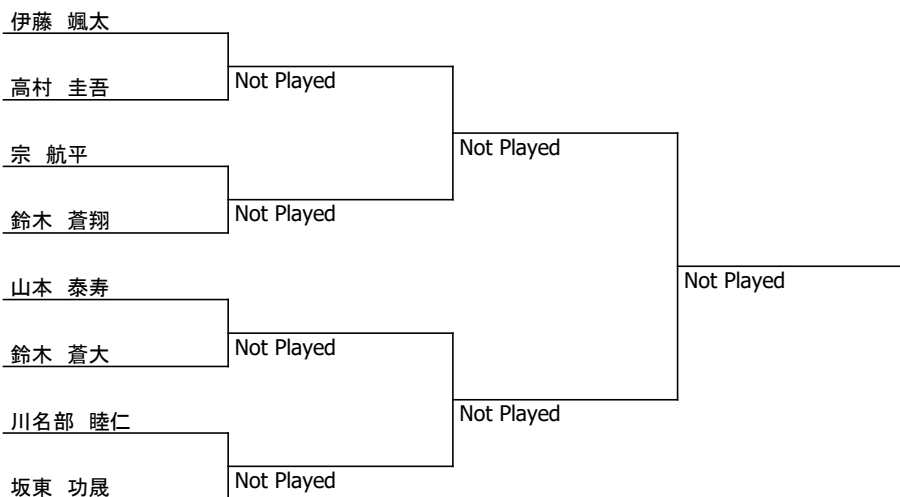 伊藤 颯太
高村 圭吾
Not Played
宗 航平
Not Played
鈴木 蒼翔
Not Played
山本 泰寿
Not Played
鈴木 蒼大
Not Played
川名部 睦仁
Not Played
坂東 功晟
Not Played